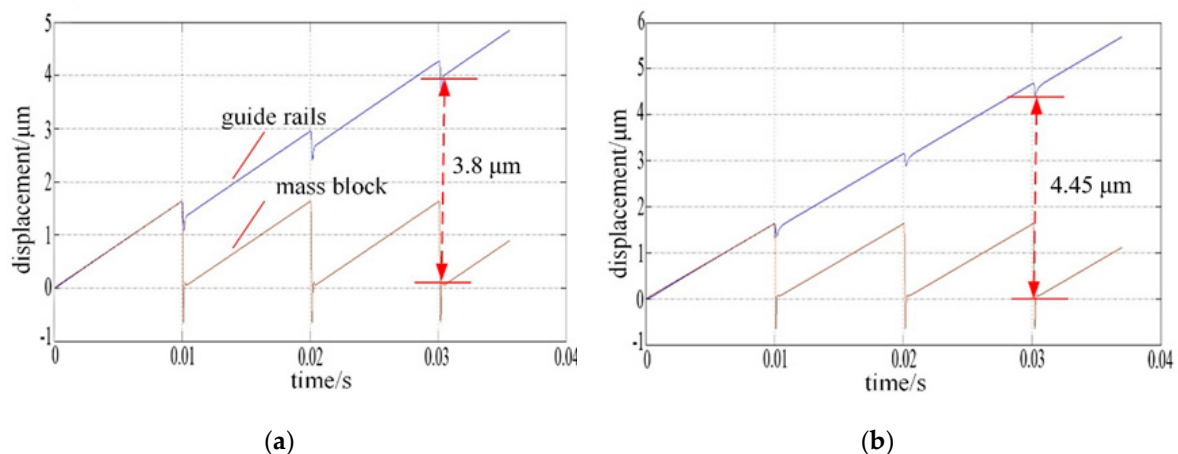 5
4
3
2
1
0
-1
displacement/μm
guide rails
mass block
3.8 μm
0 0.01 0.02 0.03 0.04
time/s
(a)
6
5
4
3
2
1
0
-1
displacement/μm
4.45 μm
0 0.01 0.02 0.03 0.04
time/s
(b)